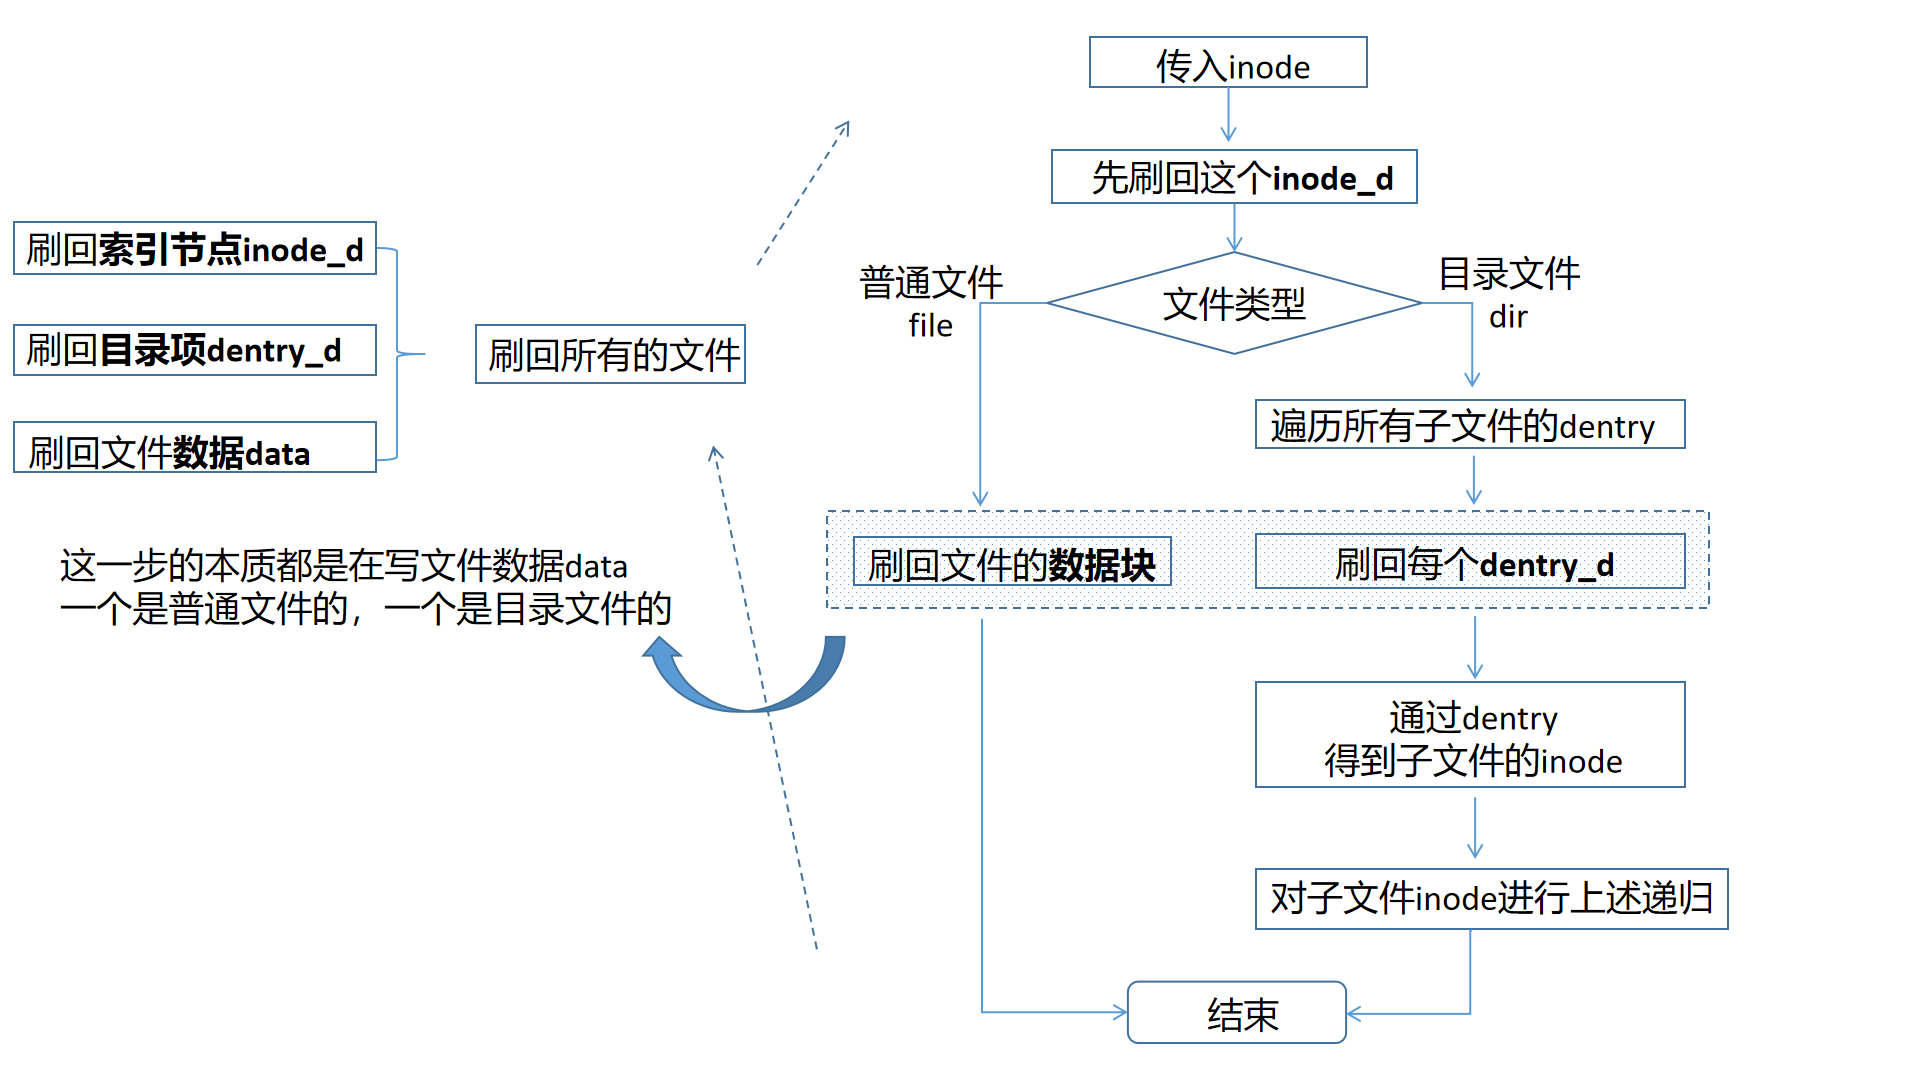 刷回索引节点inode_d
刷回目录项dentry_d
刷回文件数据data
刷回所有的文件
这一步的本质都是在写文件数据data
一个是普通文件的，一个是目录文件的
传入inode
先刷回这个inode_d
文件类型
普通文件
file
目录文件
dir
遍历所有子文件的dentry
刷回文件的数据块
刷回每个dentry_d
通过dentry
得到子文件的inode
对子文件inode进行上述递归
结束